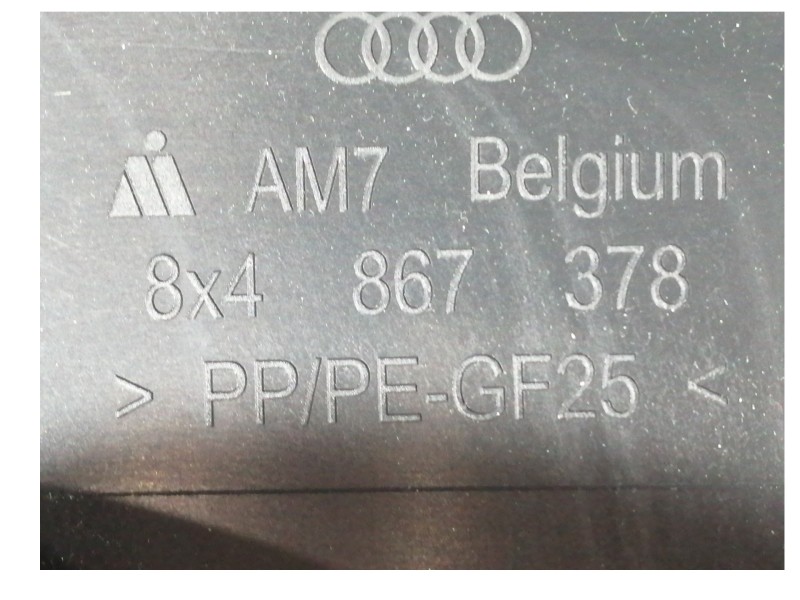 AM7 Belgium
8x4 867 378
> PP/PE-GF25 <